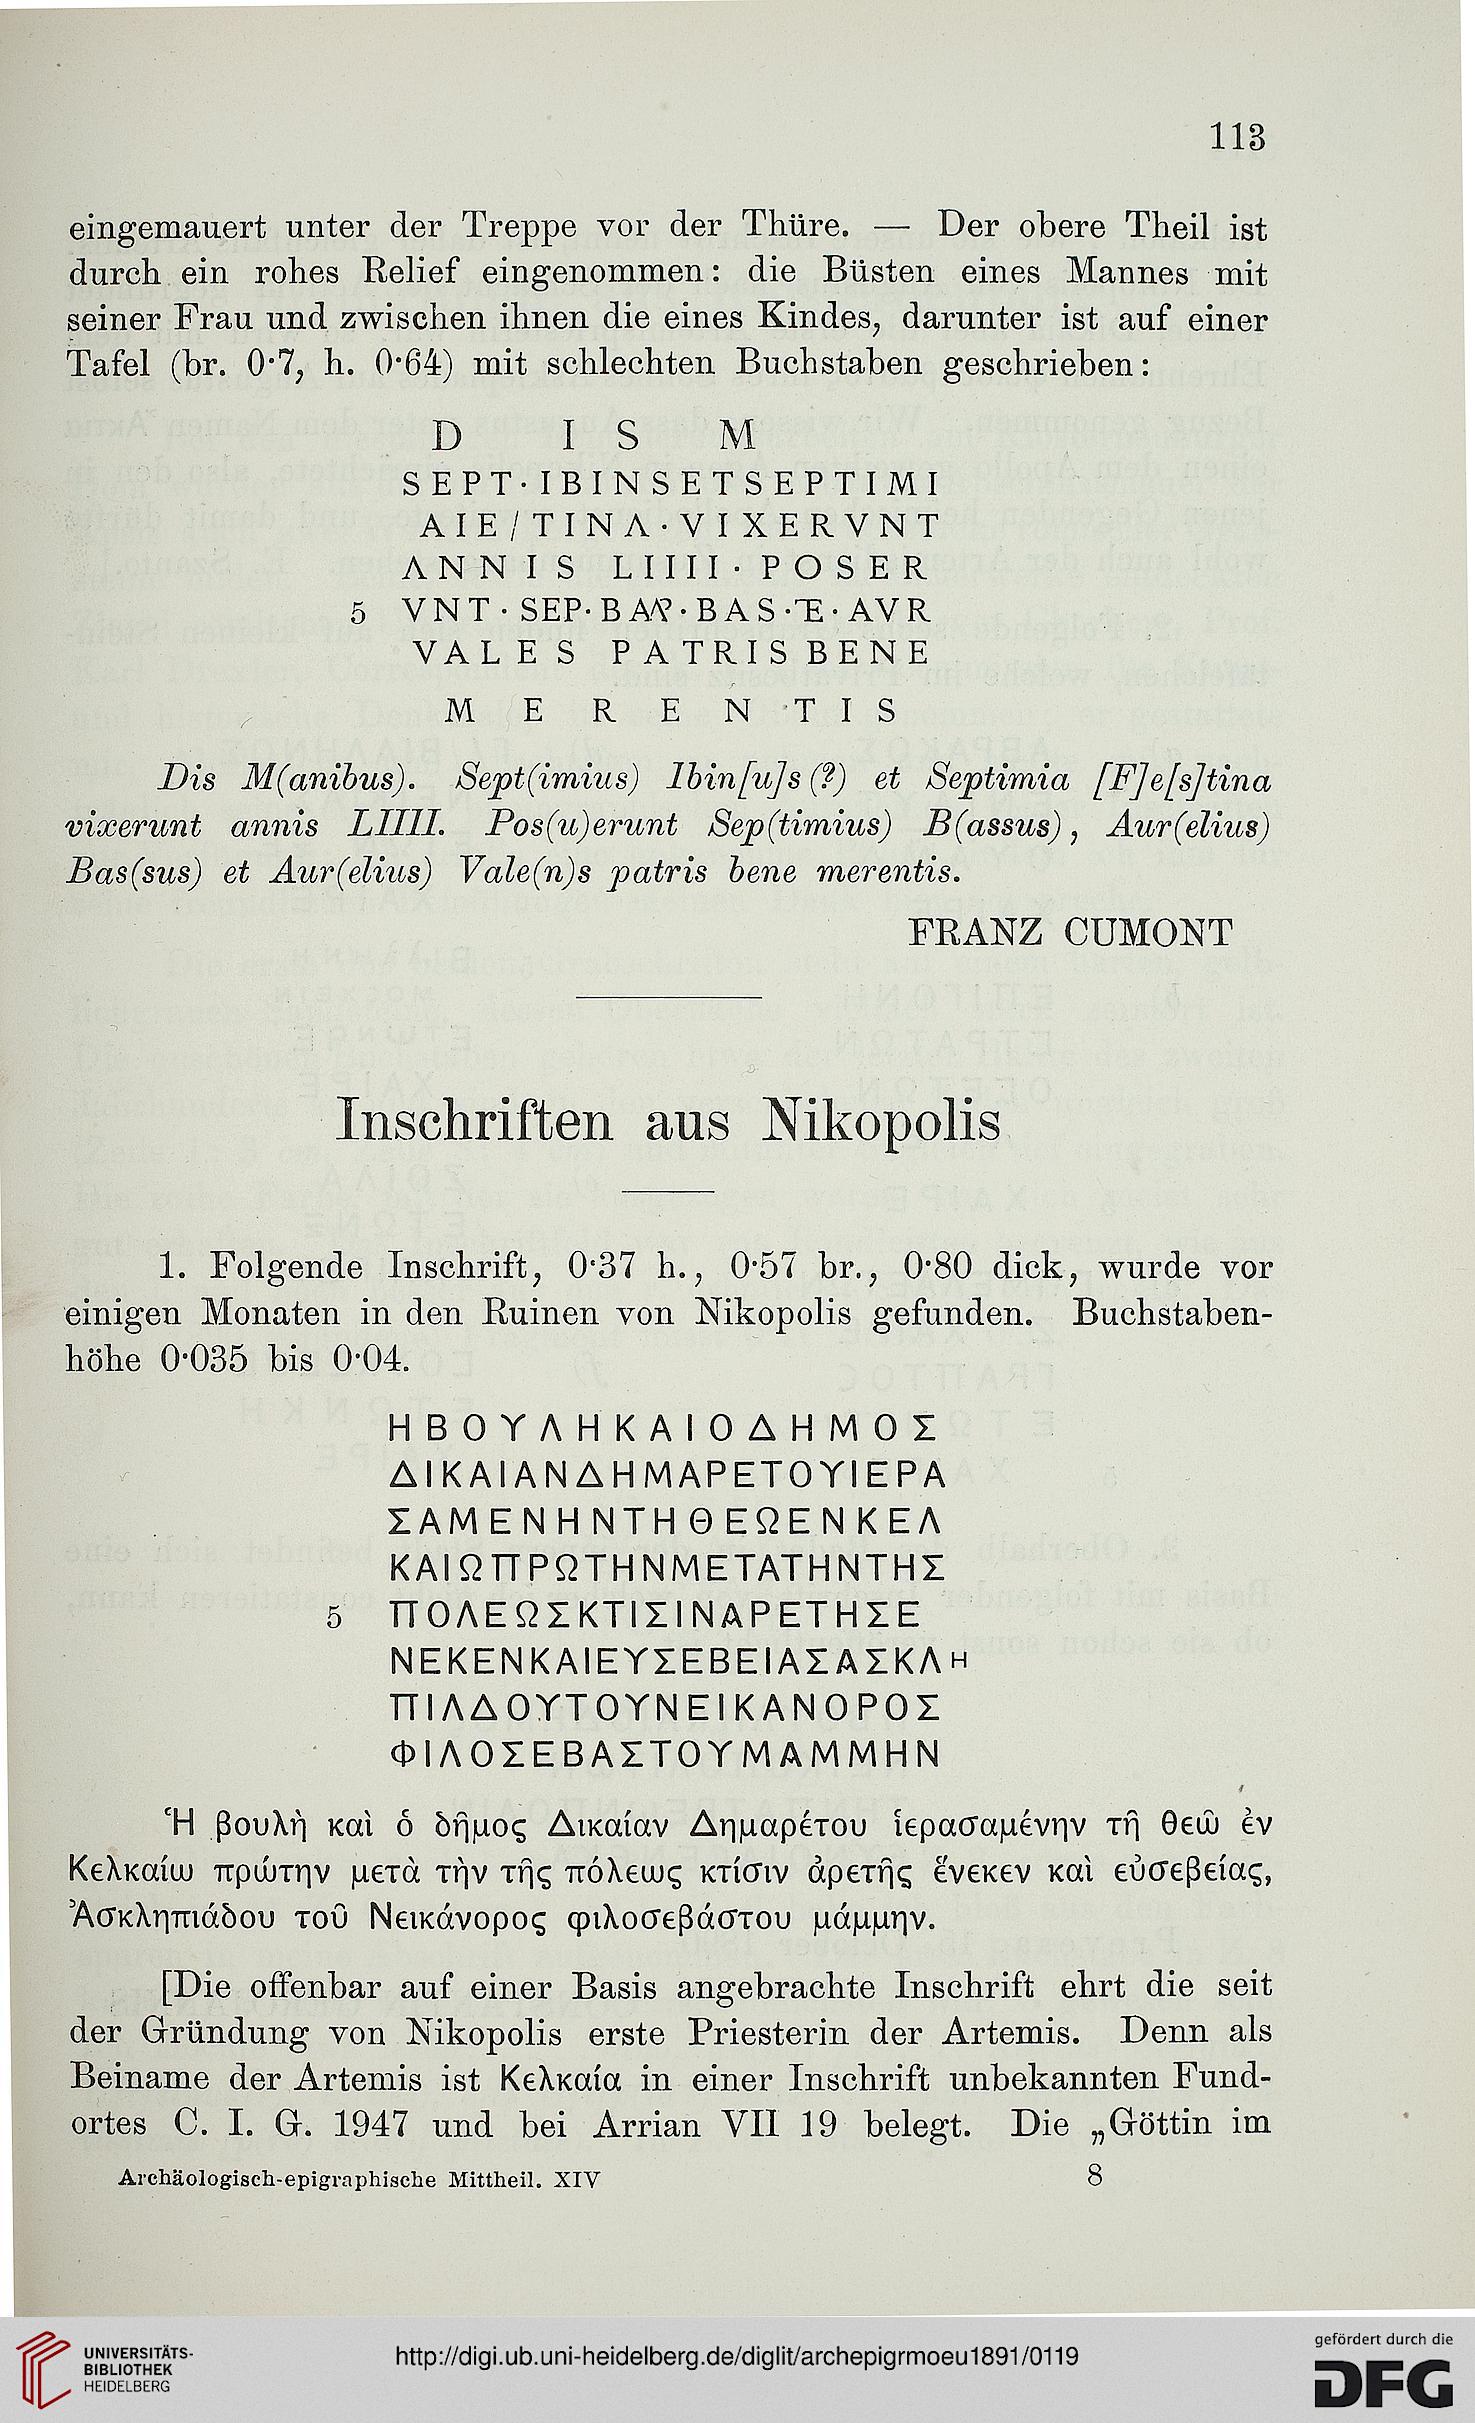 113
eingemauert unter der Treppe vor der Thüre. — Der obere Theil ist
durch ein rohes Relief eingenommen: die Büsten eines Mannes mit
seiner Frau und zwischen ihnen die eines Kindes, darunter ist auf einer
Tafel (br. 0·7, h. 0·64) mit schlechten Buchstaben geschrieben:
D I S M
SEPT·IBINSETSEPTIMI
AIE/TINΛ·VIXERVNT
ΛNNIS LIIII·POSER
5 VNT·SEP·BAVR·BAS·TE·AVR
VALES PATRISBENE
MERENTIS
Dis M(anibus). Sept(imius) Ibin[u]s(?) et Septimia [F]e[s]tina
vixerunt annis LIIII. Pos(u)erunt Sep(timius) B(assus), Aur(elius)
Bas(sus) et Aur(elius) Vale(n)s patris bene merentis.
FRANZ CUMONT
Inschriften aus Nikopolis
1. Folgende Inschrift, 0·37 h., 0·57 br., 0·80 dick, wurde vor
einigen Monaten in den Ruinen von Nikopolis gefunden. Buchstaben-
höhe 0·035 bis 0·04.
ΗΒΟΥΛΗΚΑΙΟΔΗΜΟΣ
ΔΙΚΑΙΑΝΔΗΜΑΡΕΤΟΥΙΕΡΑ
ΣΑΜΕΝΗΝΤΗΘΕΩΕΝΚΕΛ
ΚΑΙΩΠΡΩΤΗΝΜΕΤΑΤΗΝΤΗΣ
5 ΠΟΛΕΩΣΚΤΙΣΙΝΑΡΕΤΗΣΕ
ΝΕΚΕΝΚΑΙΕΥΣΕΒΕΙΑΣΑΣΚΛΗ
ΠΙΑΔΟΥΤΟΥΝΕΙΚΑΝΟΡΟΣ
ΦΙΛΟΣΕΒΑΣΤΟΥΜΑΜΜΗΝ
Ἡ βουλὴ καὶ ὁ δῆμος Δικαίαν Δημαρέτου ἱερασαμένην τῇ θεῷ ἐν
Κελκαίῳ πρώτην μετὰ τὴν τῆς πόλεως κτίσιν ἀρετῆς ἕνεκεν καὶ εὐσεβείας,
Ἀσκληπιάδου τοῦ Νεικάνορος φιλοσεβάστου μάμμην.
[Die offenbar auf einer Basis angebrachte Inschrift ehrt die seit
der Gründung von Nikopolis erste Priesterin der Artemis. Denn als
Beiname der Artemis ist Κελκαία in einer Inschrift unbekannten Fund-
ortes C. I. G. 1947 und bei Arrian VII 19 belegt. Die „Göttin im
Archäologisch-epigraphische Mittheil. XIV 8
UNIVERSITÄTS-
BIBLIOTHEK
HEIDELBERG
http://digi.ub.uni-heidelberg.de/diglit/archepigrmoeu1891/0119
gefördert durch die
DFG